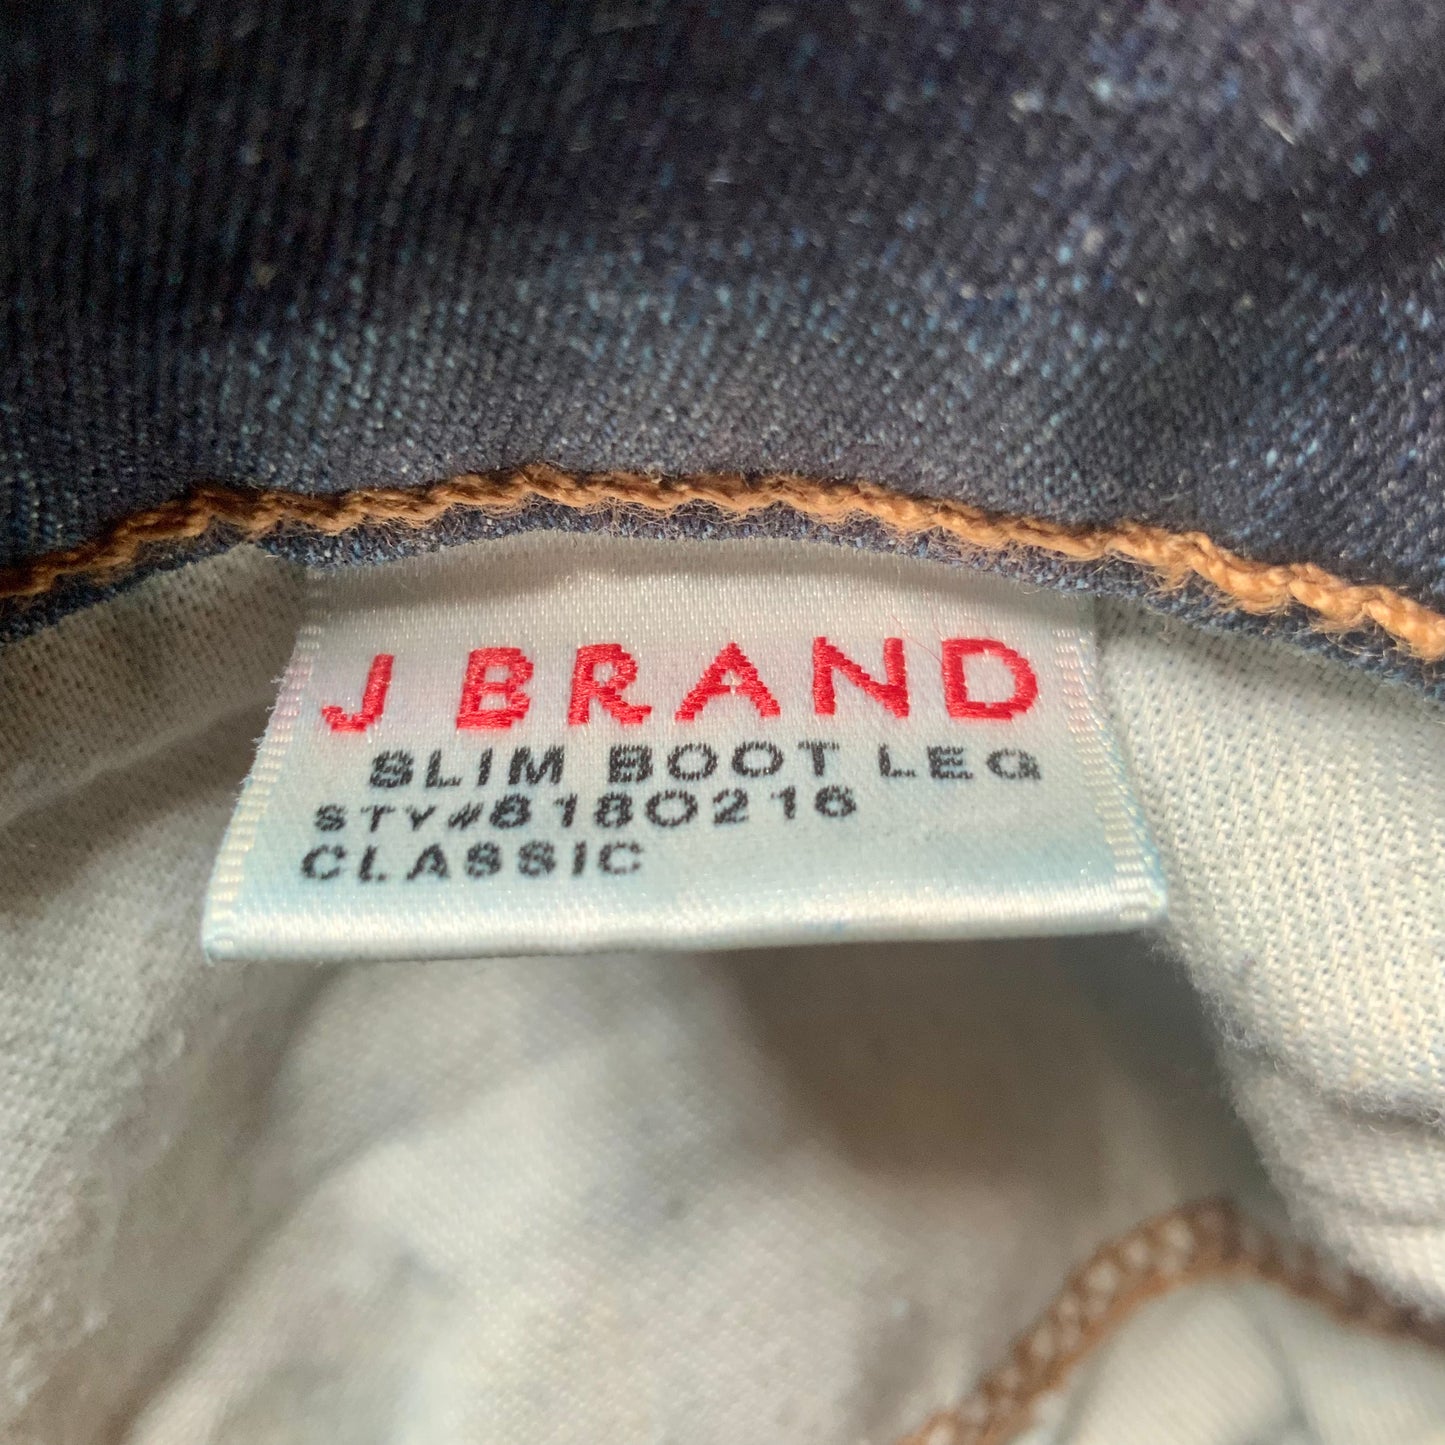 J BRAND
SLIM BOOT LEG
STY#8180216
CLASSIC